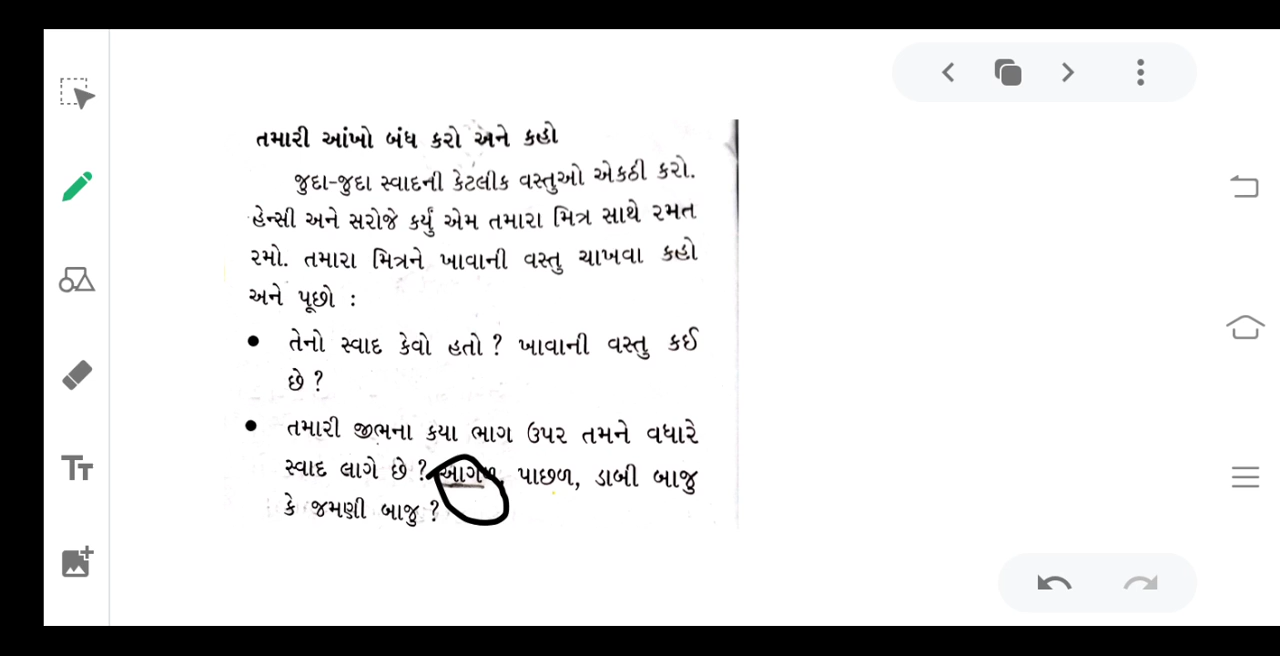 તમારી આંખો બંધ કરો અને કહો
જુદા-જુદા સ્વાદની કેટલીક વસ્તુઓ એકઠી કરો.
હેન્સી અને સરોજે કર્યું એમ તમારા મિત્ર સાથે રમત
રમો. તમારા મિત્રને ખાવાની વસ્તુ ચાખવા કહો
અને પૂછો :
• તેનો સ્વાદ કેવો હતો ? ખાવાની વસ્તુ કઈ
છે ?
• તમારી જીભના કયા ભાગ ઉપર તમને વધારે
સ્વાદ લાગે છે ? આગળ, પાછળ, ડાબી બાજુ
કે જમણી બાજુ ?
TT